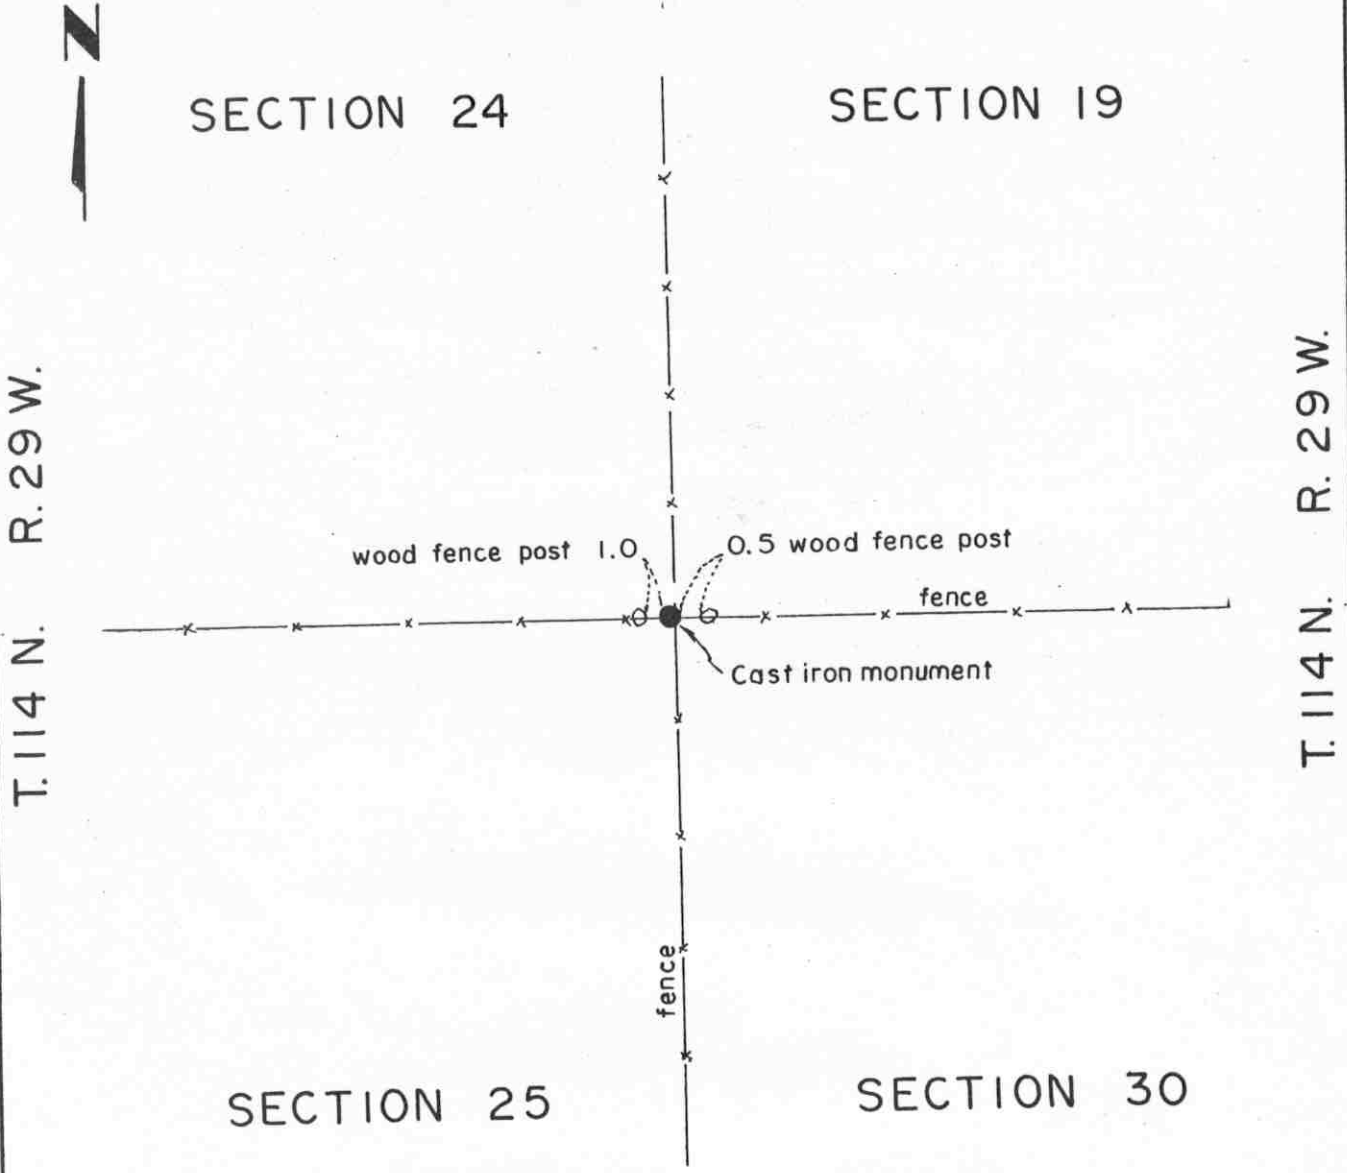 N
SECTION 24
SECTION 19
R. 29 W.
T. 114 N.
R. 29 W.
T. 114 N.
wood fence post 1.0
0.5 wood fence post
fence
Cast iron monument
fence
SECTION 25
SECTION 30